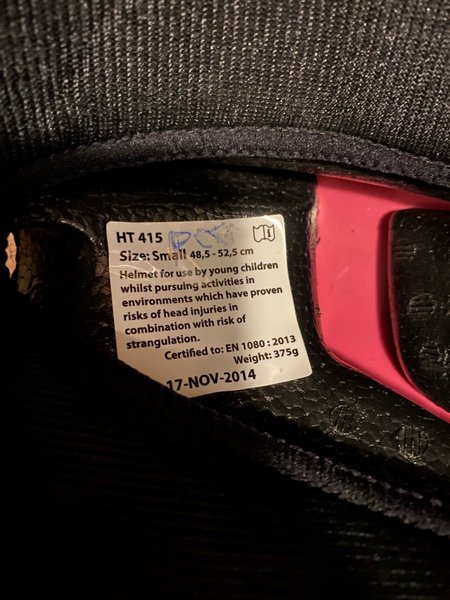 HT 415
Size: Small 48,5 - 52,5 cm
Helmet for use by young children
whilst pursuing activities in
environments which have proven
risks of head injuries in
combination with risk of
strangulation.
Certified to: EN 1080 : 2013
Weight: 375g
17-NOV-2014